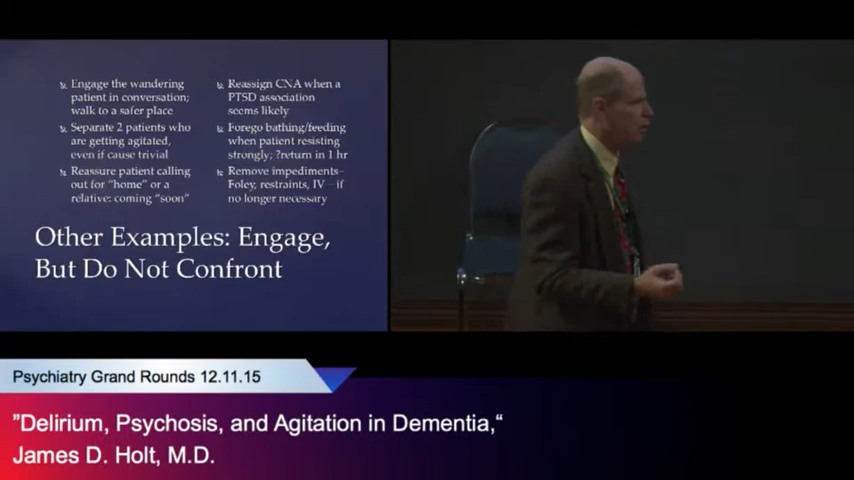 Engage the wandering
patient in conversation;
walk to a safer place
Separate 2 patients who
are getting agitated,
even if cause trivial
Reassure patient calling
out for "home" or a
relative: coming "soon"
Reassign CNA when a
PTSD association
seems likely
Forego bathing/feeding
when patient resisting
strongly; ?return in 1 hr
Remove impediments–
Foley, restraints, IV—if
no longer necessary
Other Examples: Engage,
But Do Not Confront
Psychiatry Grand Rounds 12.11.15
"Delirium, Psychosis, and Agitation in Dementia,"
James D. Holt, M.D.